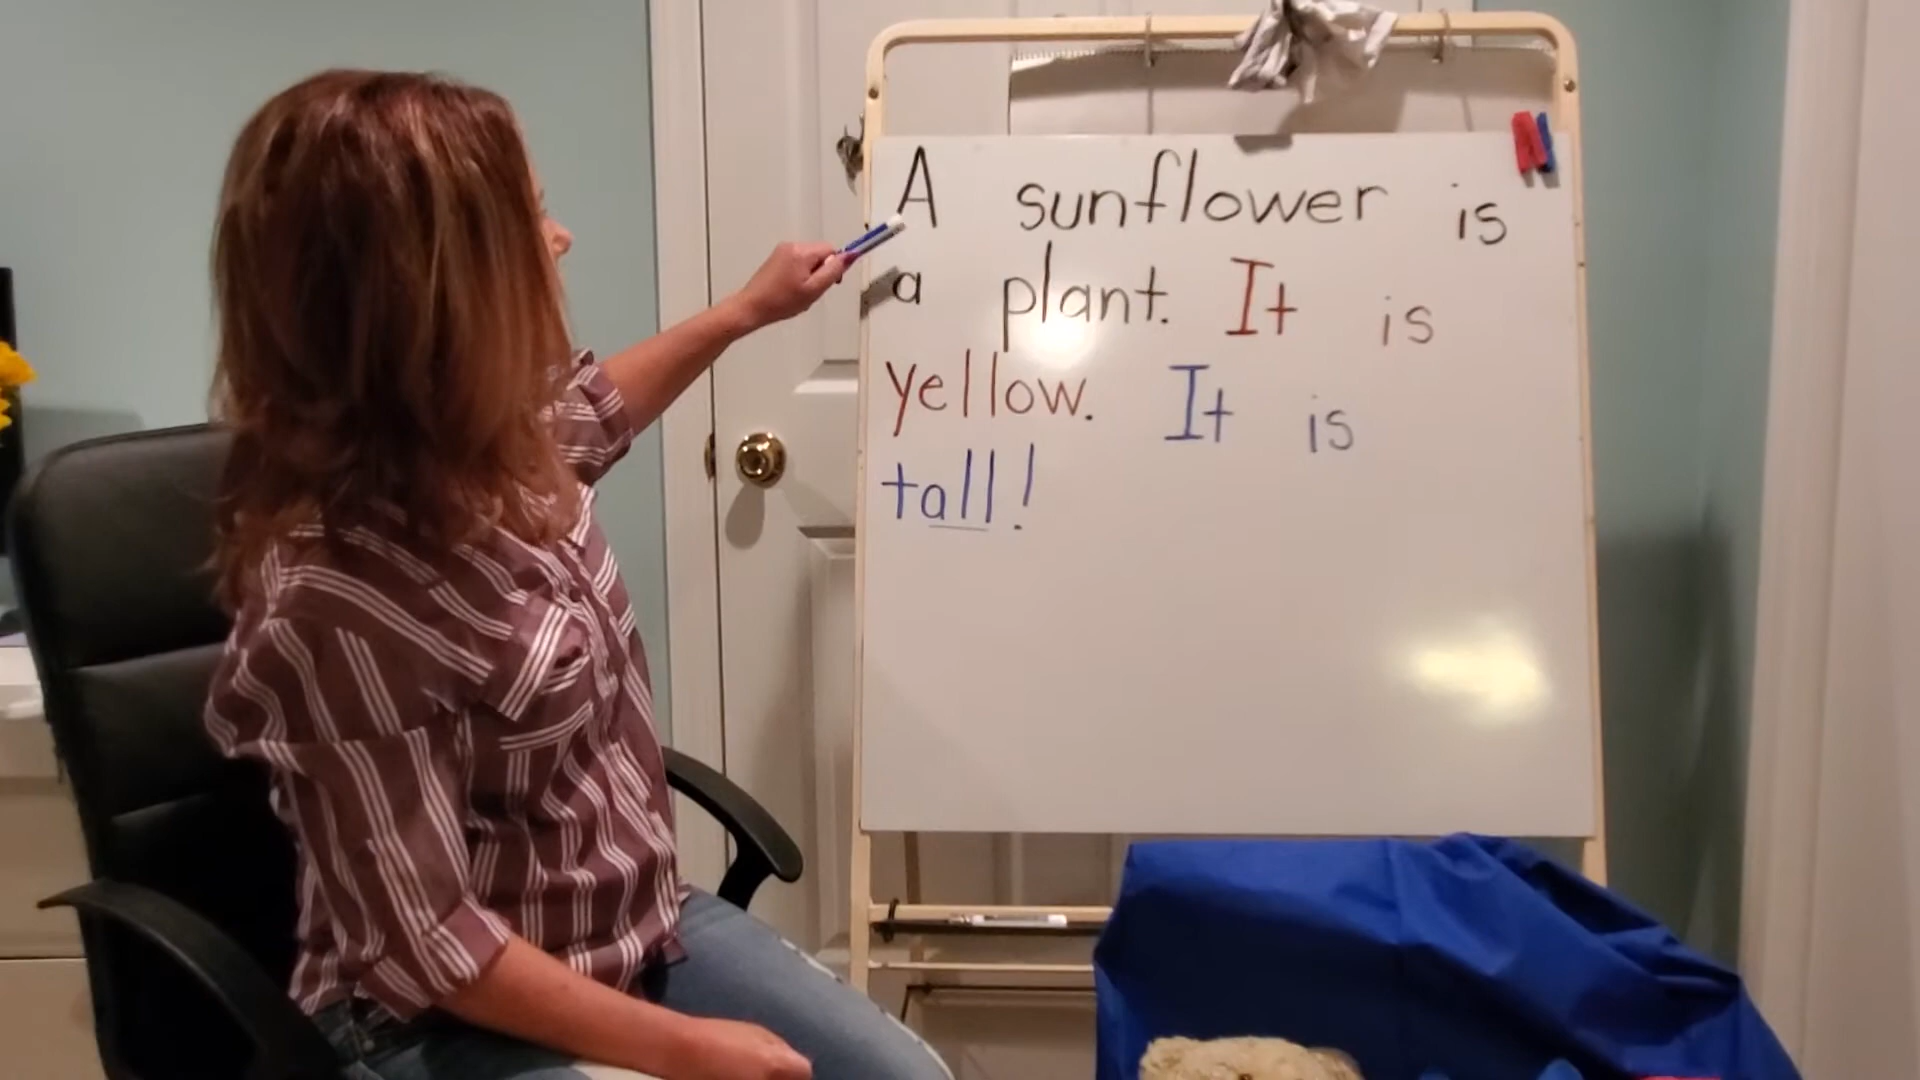 A sunflower is
a plant. It is
yellow. It is
tall!